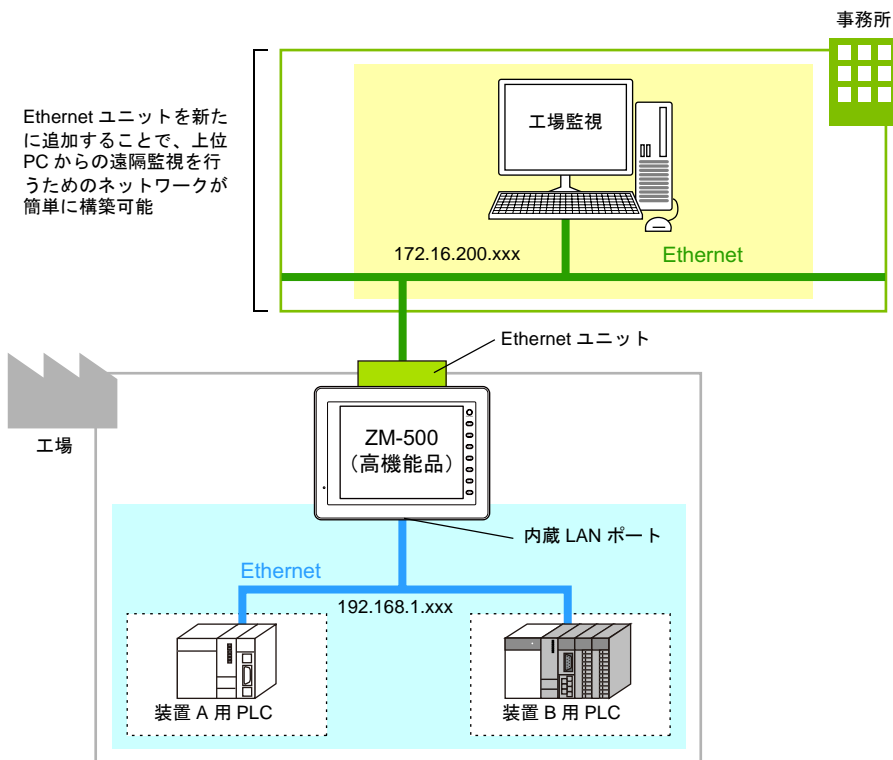 事務所
Ethernet ユニットを新た
に追加することで、上位
PC からの遠隔監視を行
うためのネットワークが
簡単に構築可能
工場監視
172.16.200.xxx
Ethernet
Ethernet ユニット
工場
ZM-500
（高機能品）
内蔵 LAN ポート
Ethernet
192.168.1.xxx
装置 A 用 PLC
装置 B 用 PLC